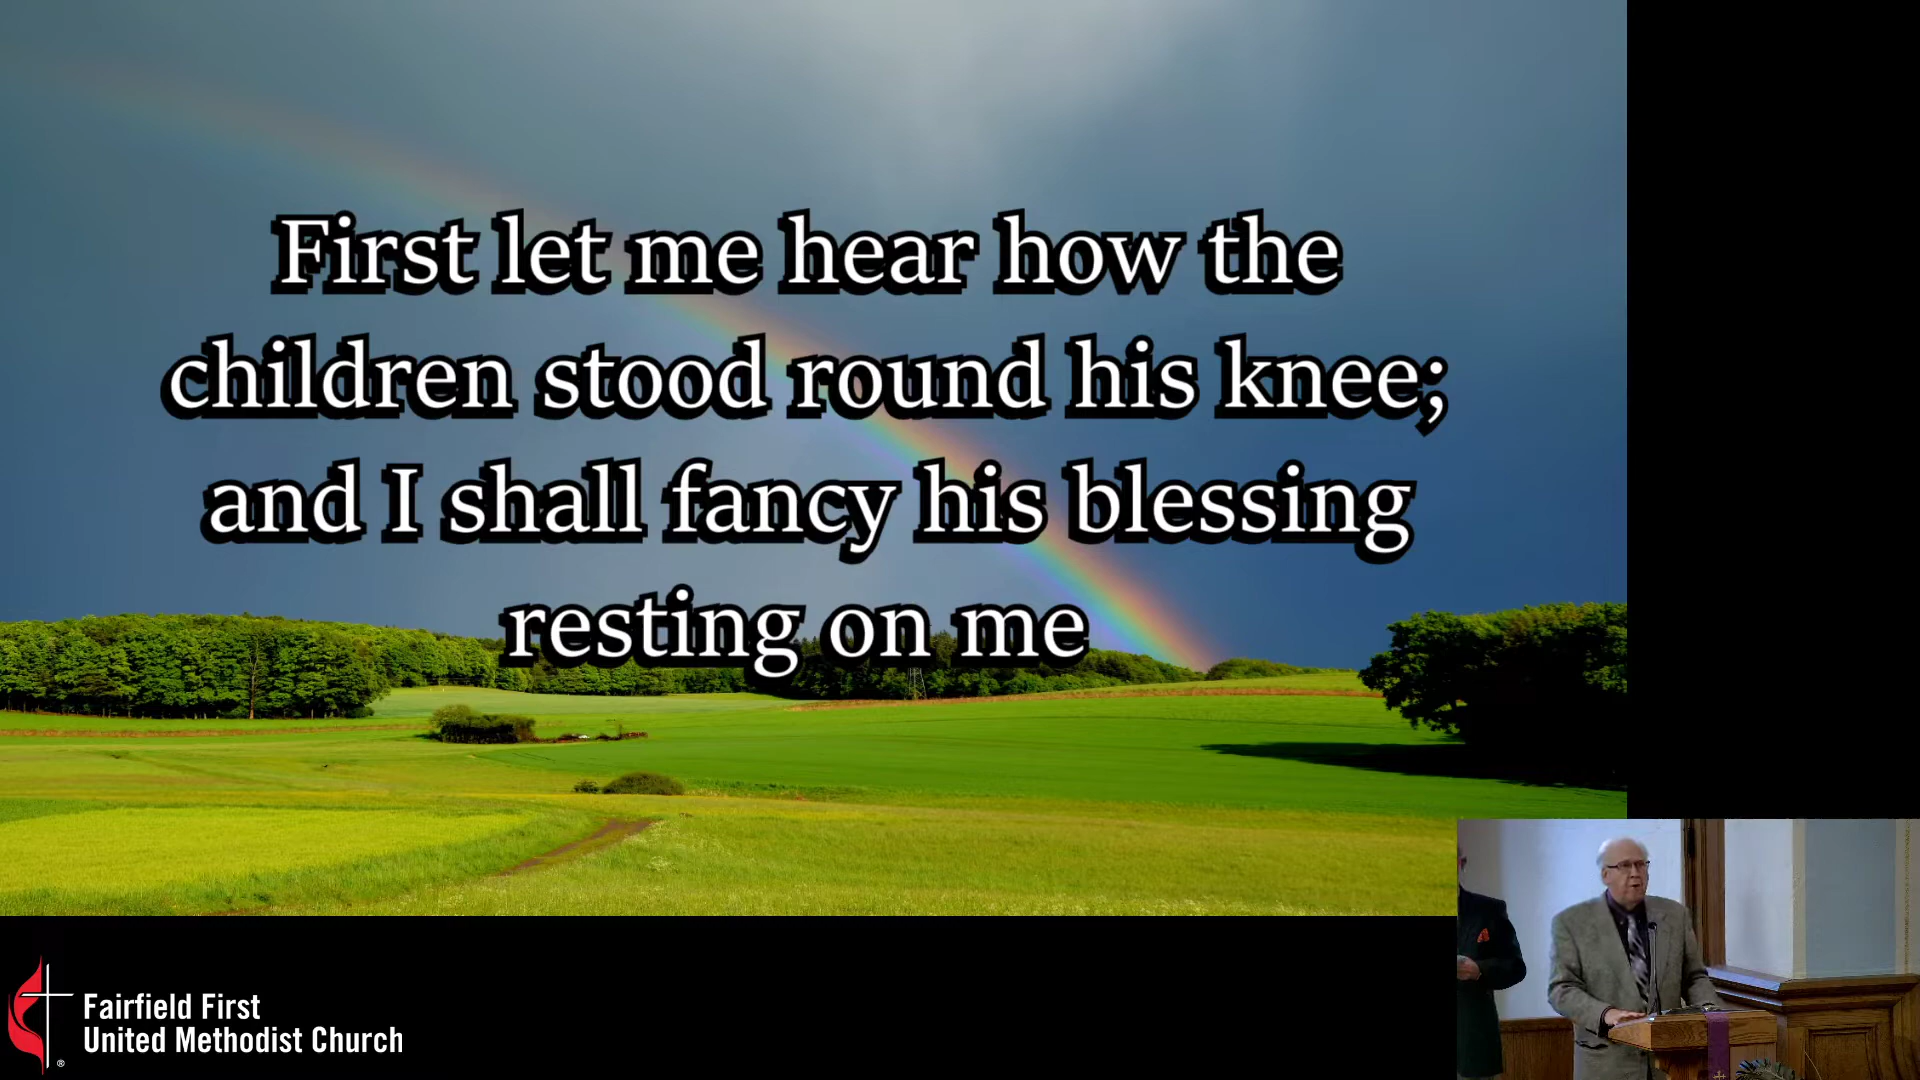 First let me hear how the
children stood round his knee;
and I shall fancy his blessing
resting on me
Fairfield First
United Methodist Church
®